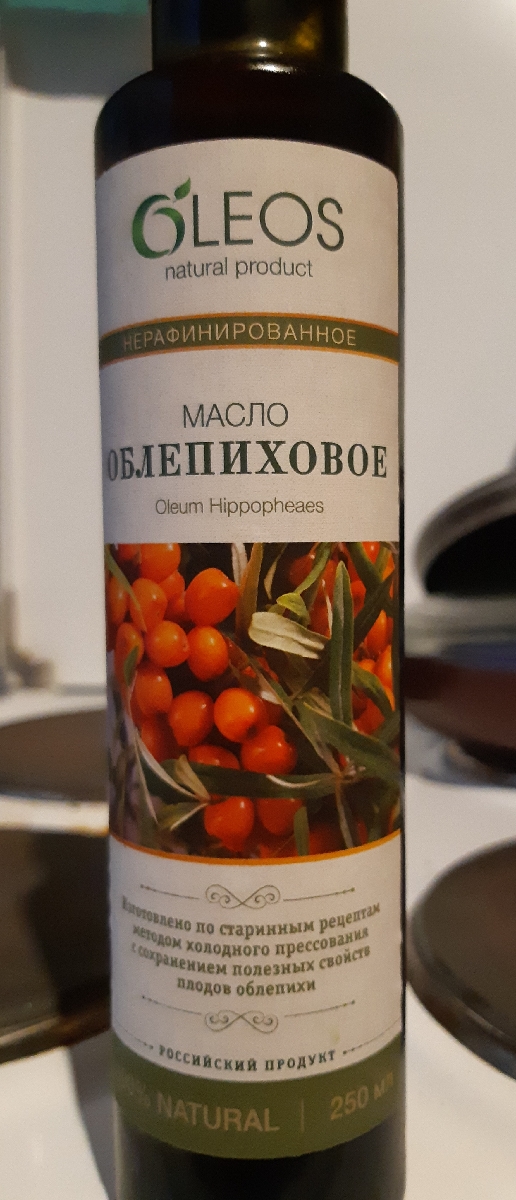 OLEOS
natural product
НЕРАФИНИРОВАННОЕ
МАСЛО
ОБЛЕПИХОВОЕ
Oleum Hippopheaes
Изготовлено по старинным рецептам
методом холодного прессования
с сохранением полезных свойств
плодов облепихи
РОССИЙСКИЙ ПРОДУКТ
NATURAL | 250 мл